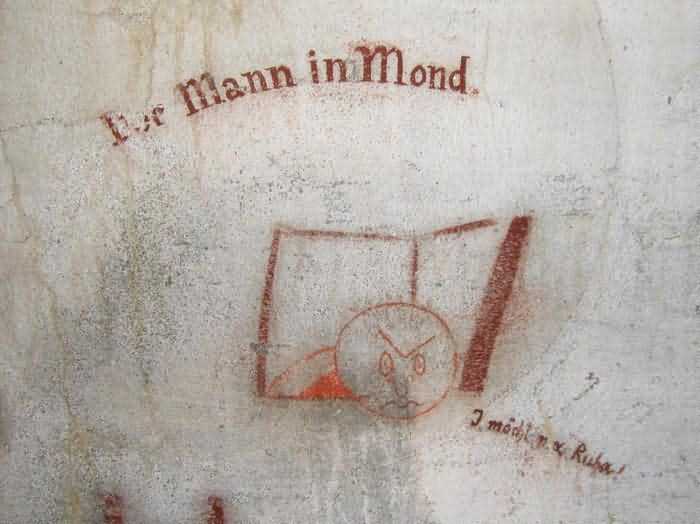 Der Mann in Mond.
I möcht n. a Ruha!